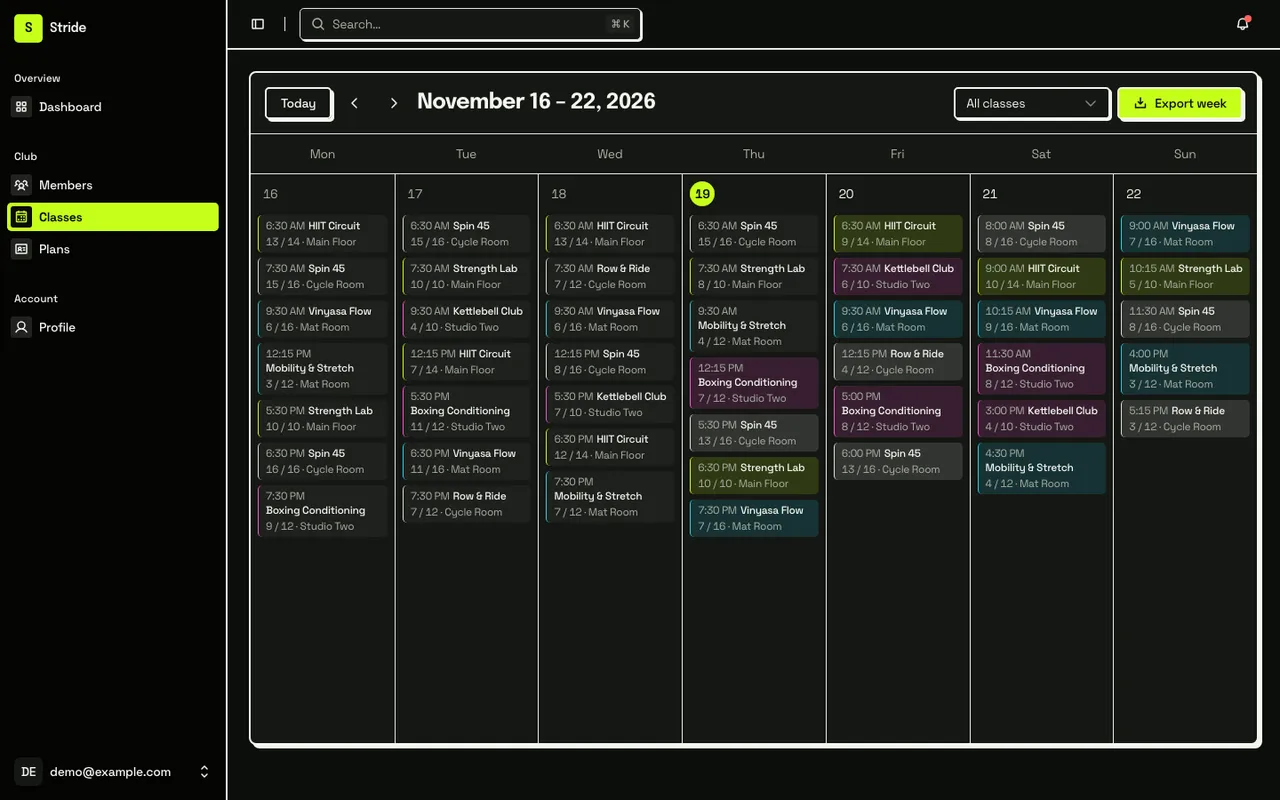 S Stride
Overview
Dashboard
Club
Members
Classes
Plans
Account
Profile
DE demo@example.com
Search... ⌘ K
Today
November 16 – 22, 2026
All classes
Export week
Mon Tue Wed Thu Fri Sat Sun
16
6:30 AM HIIT Circuit
13 / 14 · Main Floor
7:30 AM Spin 45
15 / 16 · Cycle Room
9:30 AM Vinyasa Flow
6 / 16 · Mat Room
12:15 PM
Mobility & Stretch
3 / 12 · Mat Room
5:30 PM Strength Lab
10 / 10 · Main Floor
6:30 PM Spin 45
16 / 16 · Cycle Room
7:30 PM
Boxing Conditioning
9 / 12 · Studio Two
17
6:30 AM Spin 45
15 / 16 · Cycle Room
7:30 AM Strength Lab
10 / 10 · Main Floor
9:30 AM Kettlebell Club
4 / 10 · Studio Two
12:15 PM HIIT Circuit
7 / 14 · Main Floor
5:30 PM
Boxing Conditioning
11 / 12 · Studio Two
6:30 PM Vinyasa Flow
11 / 16 · Mat Room
7:30 PM Row & Ride
7 / 12 · Cycle Room
18
6:30 AM HIIT Circuit
13 / 14 · Main Floor
7:30 AM Row & Ride
7 / 12 · Cycle Room
9:30 AM Vinyasa Flow
6 / 16 · Mat Room
12:15 PM Spin 45
8 / 16 · Cycle Room
5:30 PM Kettlebell Club
7 / 10 · Studio Two
6:30 PM HIIT Circuit
12 / 14 · Main Floor
7:30 PM
Mobility & Stretch
7 / 12 · Mat Room
19
6:30 AM Spin 45
15 / 16 · Cycle Room
7:30 AM Strength Lab
8 / 10 · Main Floor
9:30 AM
Mobility & Stretch
4 / 12 · Mat Room
12:15 PM
Boxing Conditioning
7 / 12 · Studio Two
5:30 PM Spin 45
13 / 16 · Cycle Room
6:30 PM Strength Lab
10 / 10 · Main Floor
7:30 PM Vinyasa Flow
7 / 16 · Mat Room
20
6:30 AM HIIT Circuit
9 / 14 · Main Floor
7:30 AM Kettlebell Club
6 / 10 · Studio Two
9:30 AM Vinyasa Flow
6 / 16 · Mat Room
12:15 PM Row & Ride
4 / 12 · Cycle Room
5:00 PM
Boxing Conditioning
8 / 12 · Studio Two
6:00 PM Spin 45
13 / 16 · Cycle Room
21
8:00 AM Spin 45
8 / 16 · Cycle Room
9:00 AM HIIT Circuit
10 / 14 · Main Floor
10:15 AM Vinyasa Flow
9 / 16 · Mat Room
11:30 AM
Boxing Conditioning
8 / 12 · Studio Two
3:00 PM Kettlebell Club
4 / 10 · Studio Two
4:30 PM
Mobility & Stretch
4 / 12 · Mat Room
22
9:00 AM Vinyasa Flow
7 / 16 · Mat Room
10:15 AM Strength Lab
5 / 10 · Main Floor
11:30 AM Spin 45
8 / 16 · Cycle Room
4:00 PM
Mobility & Stretch
3 / 12 · Mat Room
5:15 PM Row & Ride
3 / 12 · Cycle Room